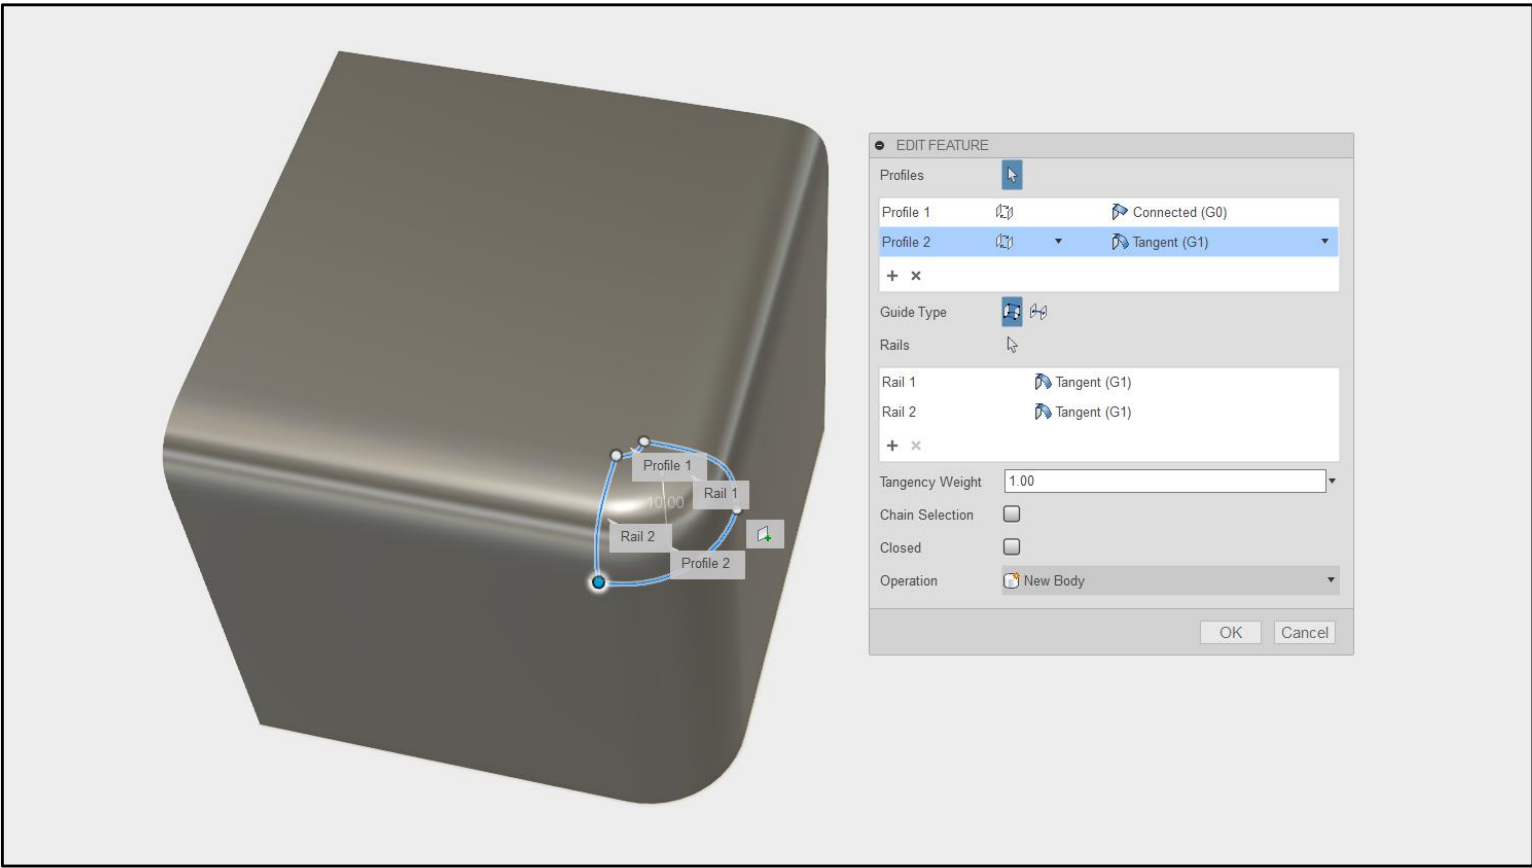 EDIT FEATURE
Profiles
Profile 1 Connected (G0)
Profile 2 Tangent (G1)
Guide Type
Rails
Rail 1 Tangent (G1)
Rail 2 Tangent (G1)
Tangency Weight 1.00
Chain Selection
Closed
Operation New Body
OK Cancel
Profile 1
Rail 1
10.00
Rail 2
Profile 2